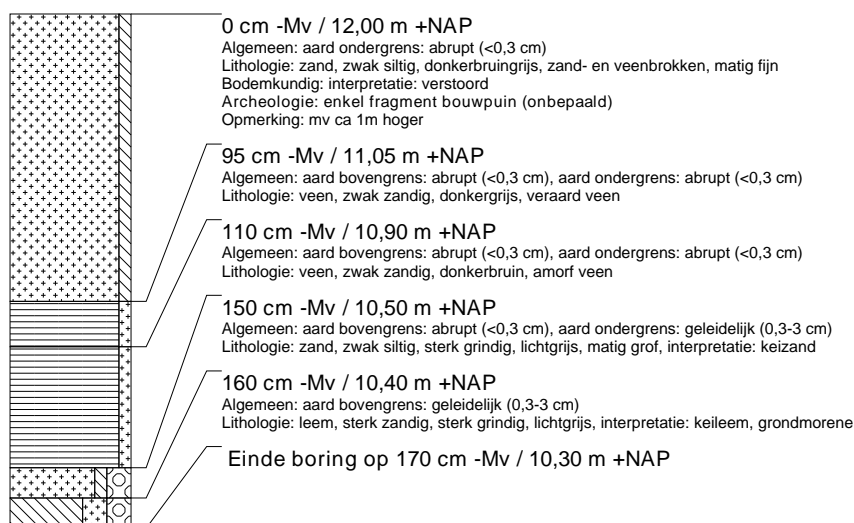 0 cm -Mv / 12,00 m +NAP
Algemeen: aard ondergrens: abrupt (<0,3 cm)
Lithologie: zand, zwak siltig, donkerbruingrijs, zand- en veenbrokken, matig fijn
Bodemkundig: interpretatie: verstoord
Archeologie: enkel fragment bouwpuin (onbepaald)
Opmerking: mv ca 1m hoger
95 cm -Mv / 11,05 m +NAP
Algemeen: aard bovengrens: abrupt (<0,3 cm), aard ondergrens: abrupt (<0,3 cm)
Lithologie: veen, zwak zandig, donkergrijs, veraard veen
110 cm -Mv / 10,90 m +NAP
Algemeen: aard bovengrens: abrupt (<0,3 cm), aard ondergrens: abrupt (<0,3 cm)
Lithologie: veen, zwak zandig, donkerbruin, amorf veen
150 cm -Mv / 10,50 m +NAP
Algemeen: aard bovengrens: abrupt (<0,3 cm), aard ondergrens: geleidelijk (0,3-3 cm)
Lithologie: zand, zwak siltig, sterk grindig, lichtgrijs, matig grof, interpretatie: keizand
160 cm -Mv / 10,40 m +NAP
Algemeen: aard bovengrens: geleidelijk (0,3-3 cm)
Lithologie: leem, sterk zandig, sterk grindig, lichtgrijs, interpretatie: keileem, grondmorene
Einde boring op 170 cm -Mv / 10,30 m +NAP